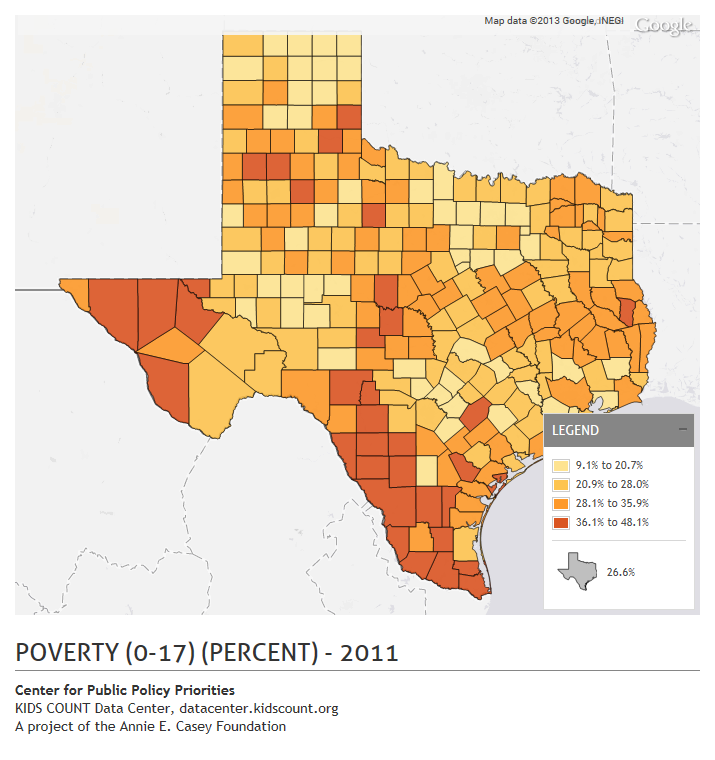 Map data ©2013 Google, INEGI
Google
LEGEND
9.1% to 20.7%
20.9% to 28.0%
28.1% to 35.9%
36.1% to 48.1%
26.6%
POVERTY (0-17) (PERCENT) - 2011
Center for Public Policy Priorities
KIDS COUNT Data Center, datacenter.kidscount.org
A project of the Annie E. Casey Foundation